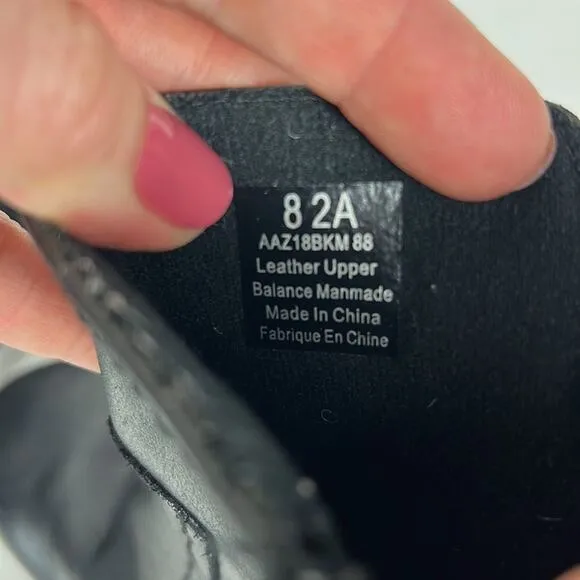 8 2A
AAZ18BKM 88
Leather Upper
Balance Manmade
Made In China
Fabrique En Chine